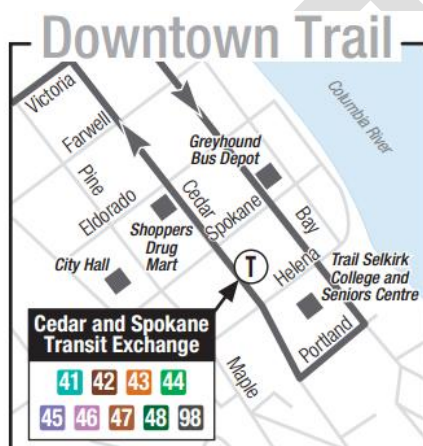 Downtown Trail
Victoria
Farwell
Columbia River
Greyhound
Bus Depot
Pine
Eldorado
Cedar
Spokane
Bay
Shoppers
Drug
Mart
City Hall
T
Helena
Trail Selkirk
College and
Seniors Centre
Cedar and Spokane
Transit Exchange
Portland
41 42 43 44
45 46 47 48 98
Maple